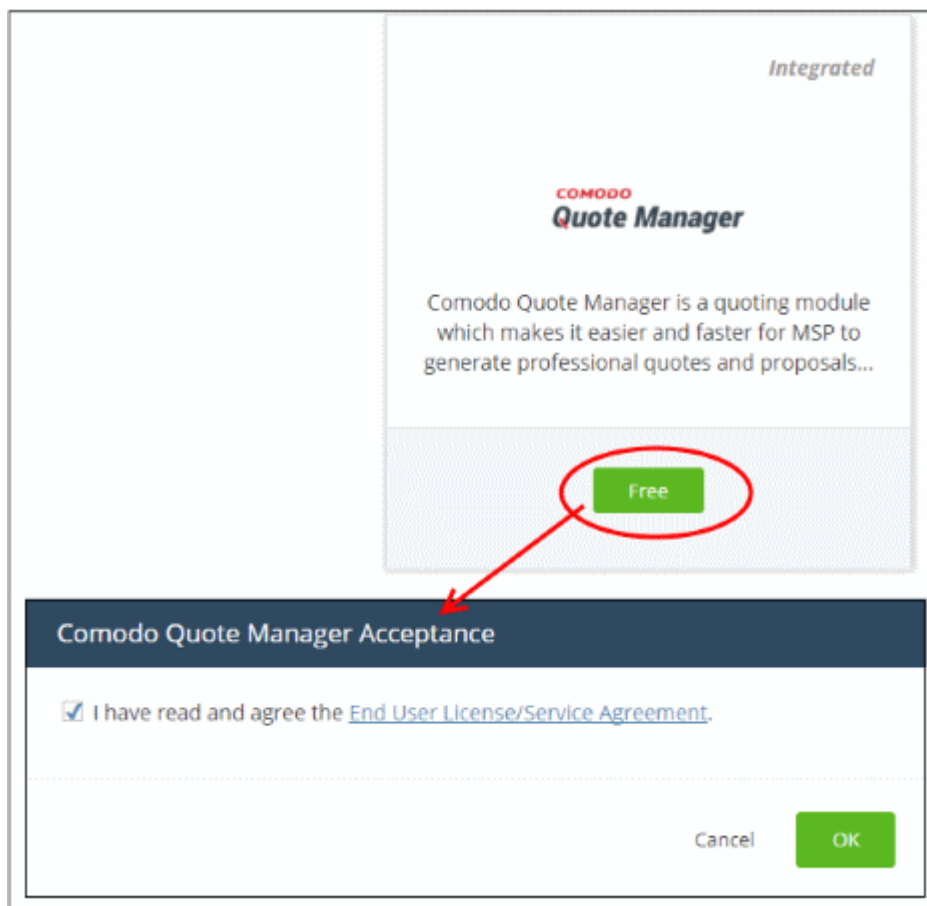 Integrated
COMODO
Quote Manager
Comodo Quote Manager is a quoting module
which makes it easier and faster for MSP to
generate professional quotes and proposals...
Free
Comodo Quote Manager Acceptance
I have read and agree the End User License/Service Agreement.
Cancel OK